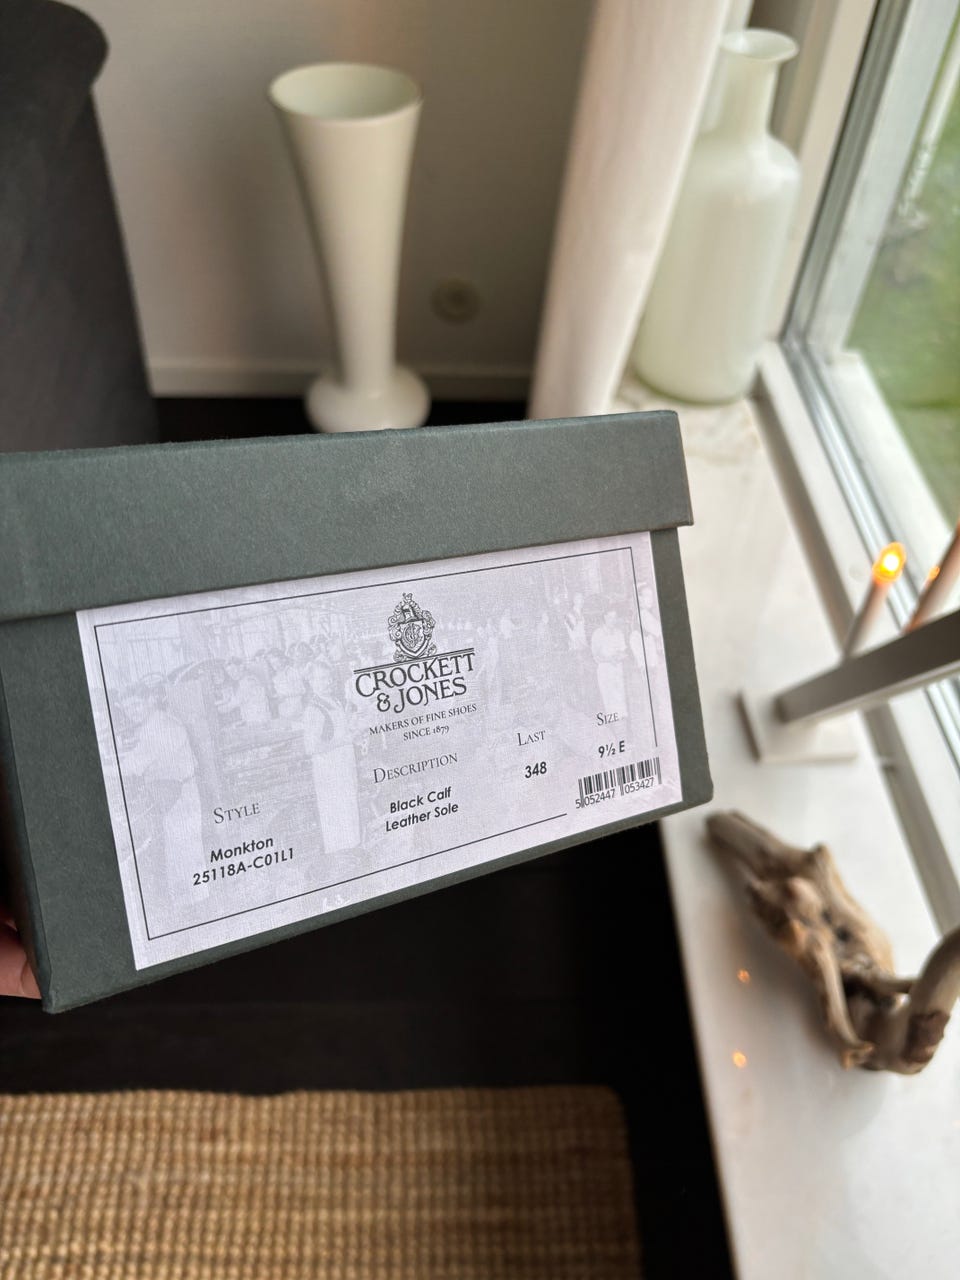 CROCKETT
& JONES
MAKERS OF FINE SHOES
SINCE 1879
STYLE
Monkton
25118A-C01L1
DESCRIPTION
Black Calf
Leather Sole
LAST
348
SIZE
9½ E
5 052447 053427